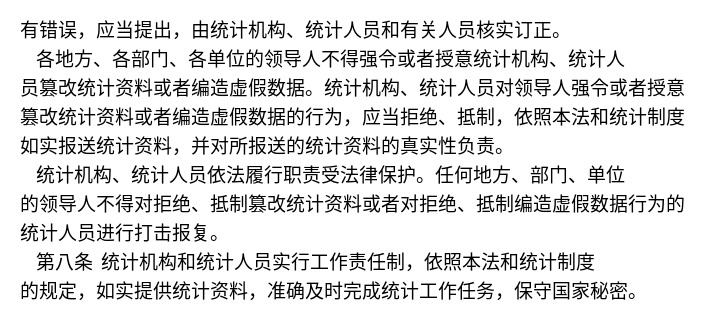 有错误，应当提出，由统计机构、统计人员和有关人员核实订正。
各地方、各部门、各单位的领导人不得强令或者授意统计机构、统计人
员篡改统计资料或者编造虚假数据。统计机构、统计人员对领导人强令或者授意
篡改统计资料或者编造虚假数据的行为，应当拒绝、抵制，依照本法和统计制度
如实报送统计资料，并对所报送的统计资料的真实性负责。
统计机构、统计人员依法履行职责受法律保护。任何地方、部门、单位
的领导人不得对拒绝、抵制篡改统计资料或者对拒绝、抵制编造虚假数据行为的
统计人员进行打击报复。
第八条 统计机构和统计人员实行工作责任制，依照本法和统计制度
的规定，如实提供统计资料，准确及时完成统计工作任务，保守国家秘密。